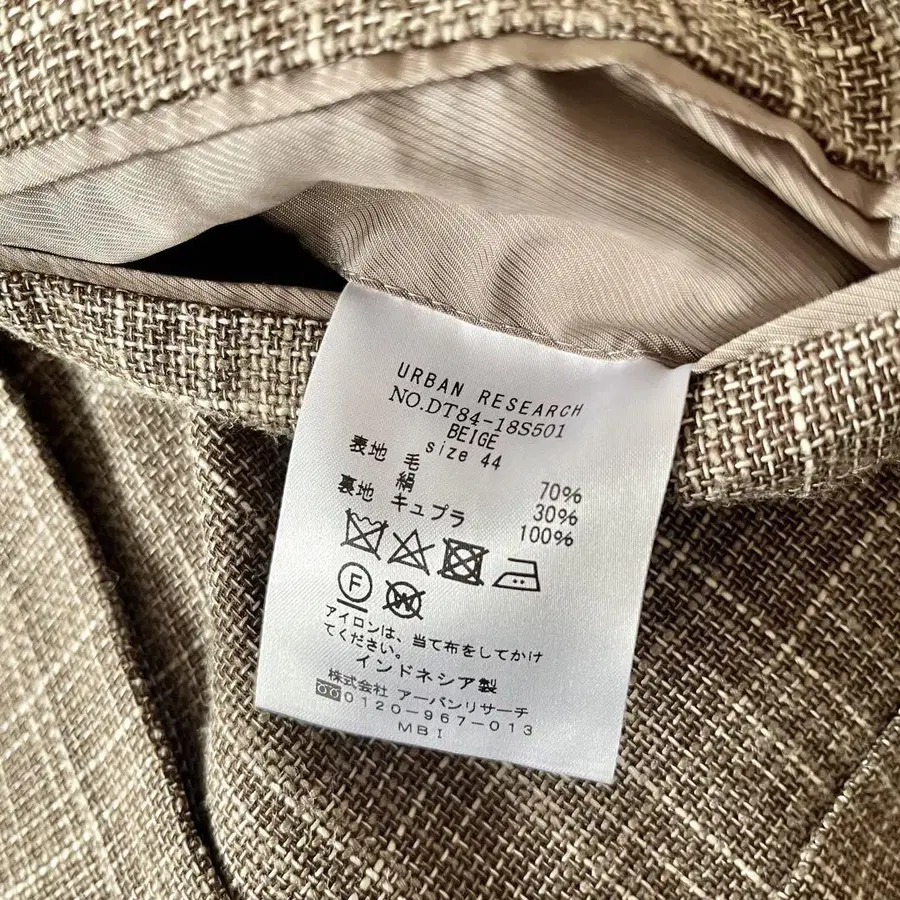 URBAN RESEARCH
NO.DT84-18S501
BEIGE
size 44
表地 毛 70%
絹 30%
裏地 キュプラ 100%
F W
アイロンは、当て布をしてかけ
てください。
インドネシア製
株式会社 アーバンリサーチ
0120-967-013
MBI